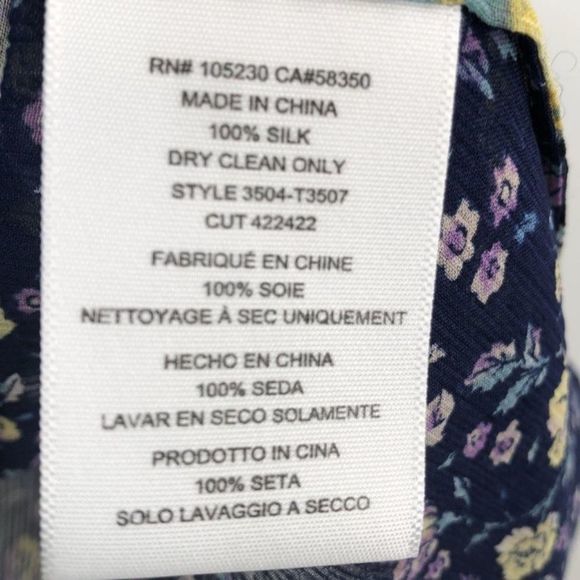 RN# 105230 CA#58350
MADE IN CHINA
100% SILK
DRY CLEAN ONLY
STYLE 3504-T3507
CUT 422422
FABRIQUÉ EN CHINE
100% SOIE
NETTOYAGE À SEC UNIQUEMENT
HECHO EN CHINA
100% SEDA
LAVAR EN SECO SOLAMENTE
PRODOTTO IN CINA
100% SETA
SOLO LAVAGGIO A SECCO